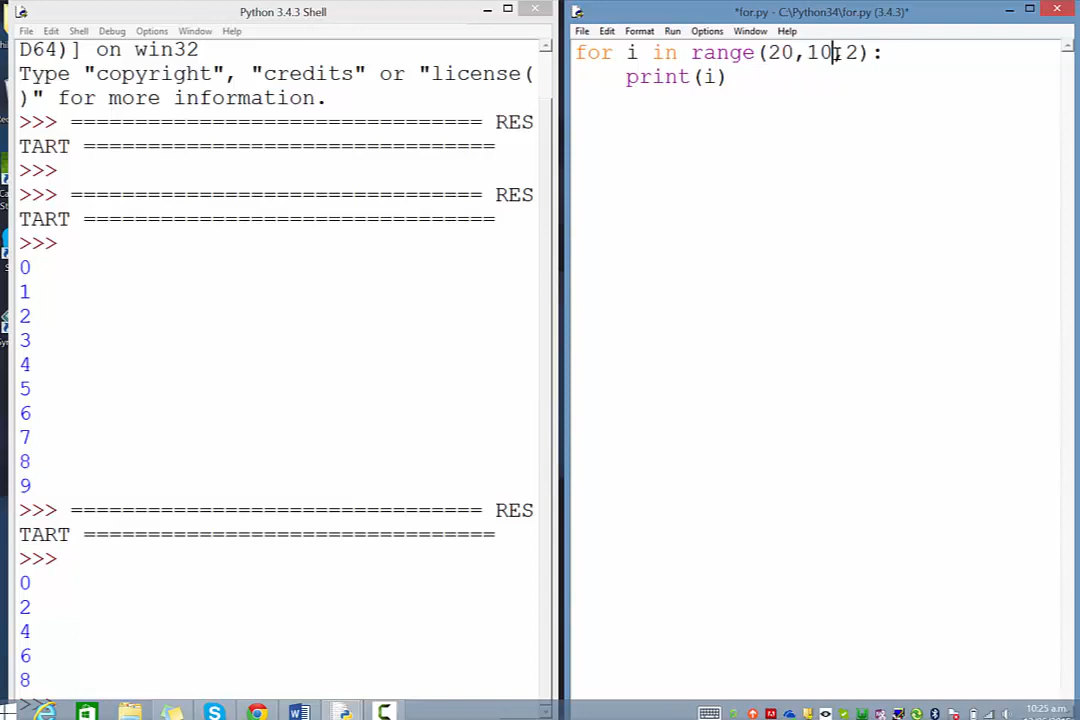 Python 3.4.3 Shell
File Edit Shell Debug Options Window Help
D64)] on win32
Type "copyright", "credits" or "license(
)" for more information.
>>> ================================ RES
TART ================================
>>>
>>> ================================ RES
TART ================================
>>>
0
1
2
3
4
5
6
7
8
9
>>> ================================ RES
TART ================================
>>>
0
2
4
6
8
>>>
*for.py - C:\Python34\for.py (3.4.3)*
File Edit Format Run Options Window Help
for i in range(20,10,2):
    print(i)
10:25 a.m.